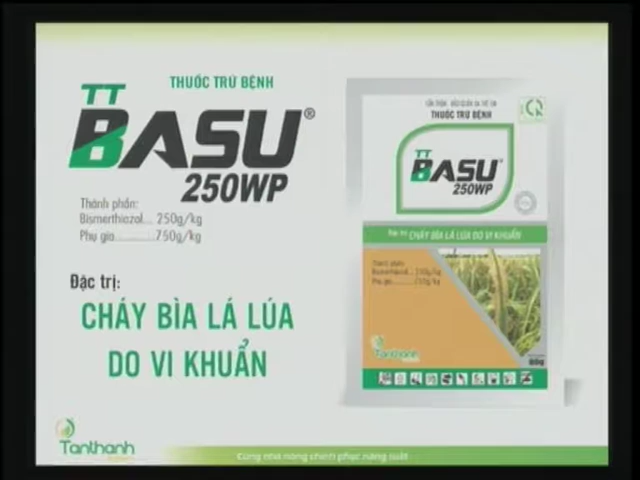 THUỐC TRỪ BỆNH
TT
BASU®
250WP
Thành phần:
Bismerthiazol... 250g/kg
Phụ gia............750g/kg
Đặc trị:
CHÁY BÌA LÁ LÚA
DO VI KHUẨN
THUỐC TRỪ BỆNH
TT
BASU
250WP
CHÁY BÌA LÁ LÚA DO VI KHUẨN
Tanthanh
Tanthanh
Cùng nhà nông chinh phục năng suất